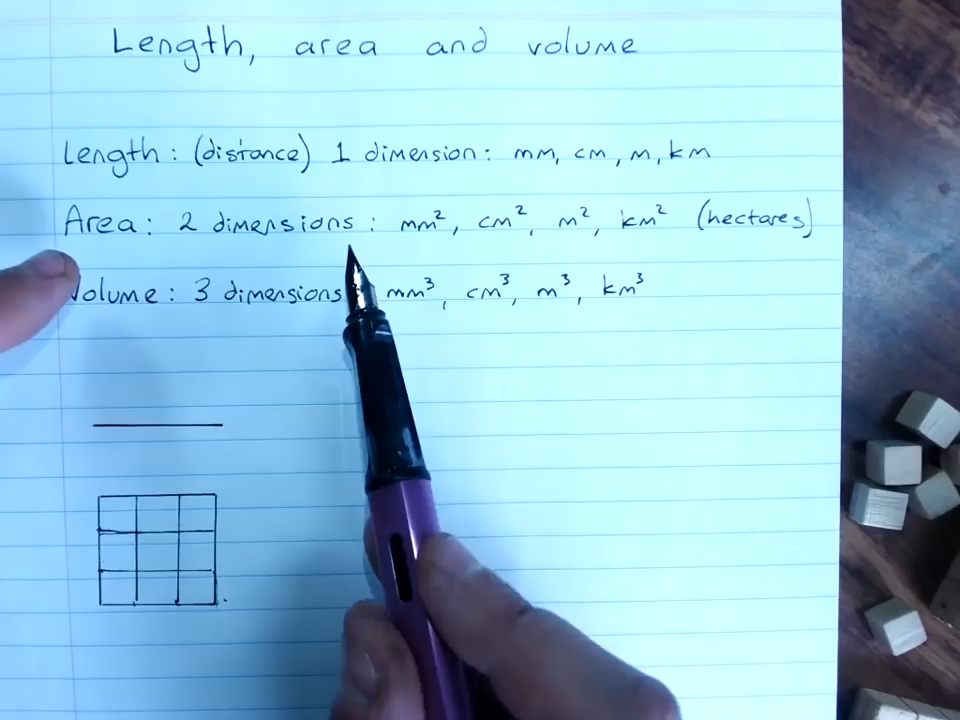 Length, area and volume
Length: (distance) 1 dimension: mm, cm, m, km
Area: 2 dimensions: mm², cm², m², km² (hectares)
Volume: 3 dimensions: mm³, cm³, m³, km³